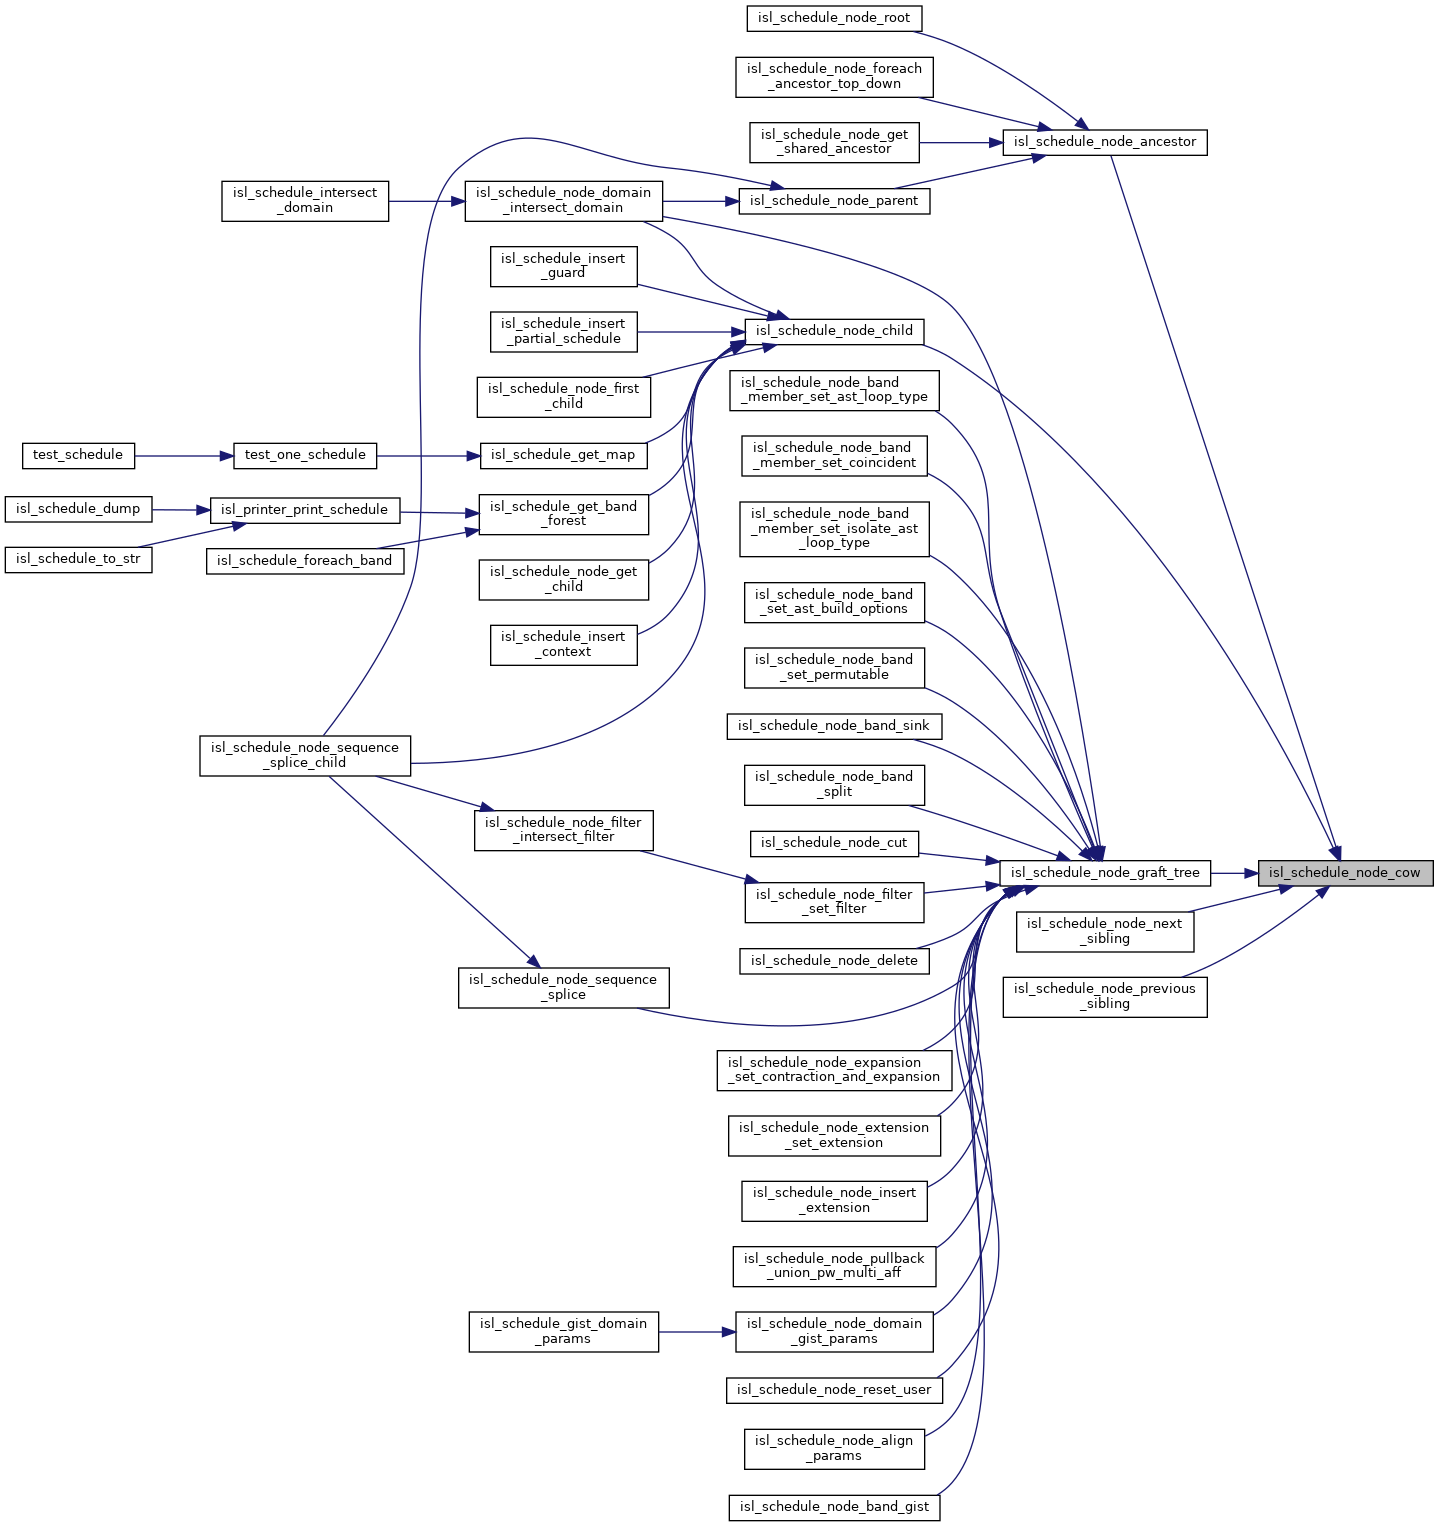 isl_schedule_node_root
isl_schedule_node_foreach
_ancestor_top_down
isl_schedule_node_get
_shared_ancestor
isl_schedule_node_ancestor
isl_schedule_intersect
_domain
isl_schedule_node_domain
_intersect_domain
isl_schedule_node_parent
isl_schedule_insert
_guard
isl_schedule_insert
_partial_schedule
isl_schedule_node_child
isl_schedule_node_first
_child
isl_schedule_node_band
_member_set_ast_loop_type
test_schedule
test_one_schedule
isl_schedule_get_map
isl_schedule_node_band
_member_set_coincident
isl_schedule_dump
isl_printer_print_schedule
isl_schedule_get_band
_forest
isl_schedule_node_band
_member_set_isolate_ast
_loop_type
isl_schedule_to_str
isl_schedule_foreach_band
isl_schedule_node_get
_child
isl_schedule_node_band
_set_ast_build_options
isl_schedule_insert
_context
isl_schedule_node_band
_set_permutable
isl_schedule_node_band_sink
isl_schedule_node_sequence
_splice_child
isl_schedule_node_band
_split
isl_schedule_node_filter
_intersect_filter
isl_schedule_node_cut
isl_schedule_node_graft_tree
isl_schedule_node_cow
isl_schedule_node_filter
_set_filter
isl_schedule_node_next
_sibling
isl_schedule_node_delete
isl_schedule_node_sequence
_splice
isl_schedule_node_previous
_sibling
isl_schedule_node_expansion
_set_contraction_and_expansion
isl_schedule_node_extension
_set_extension
isl_schedule_node_insert
_extension
isl_schedule_node_pullback
_union_pw_multi_aff
isl_schedule_gist_domain
_params
isl_schedule_node_domain
_gist_params
isl_schedule_node_reset_user
isl_schedule_node_align
_params
isl_schedule_node_band_gist